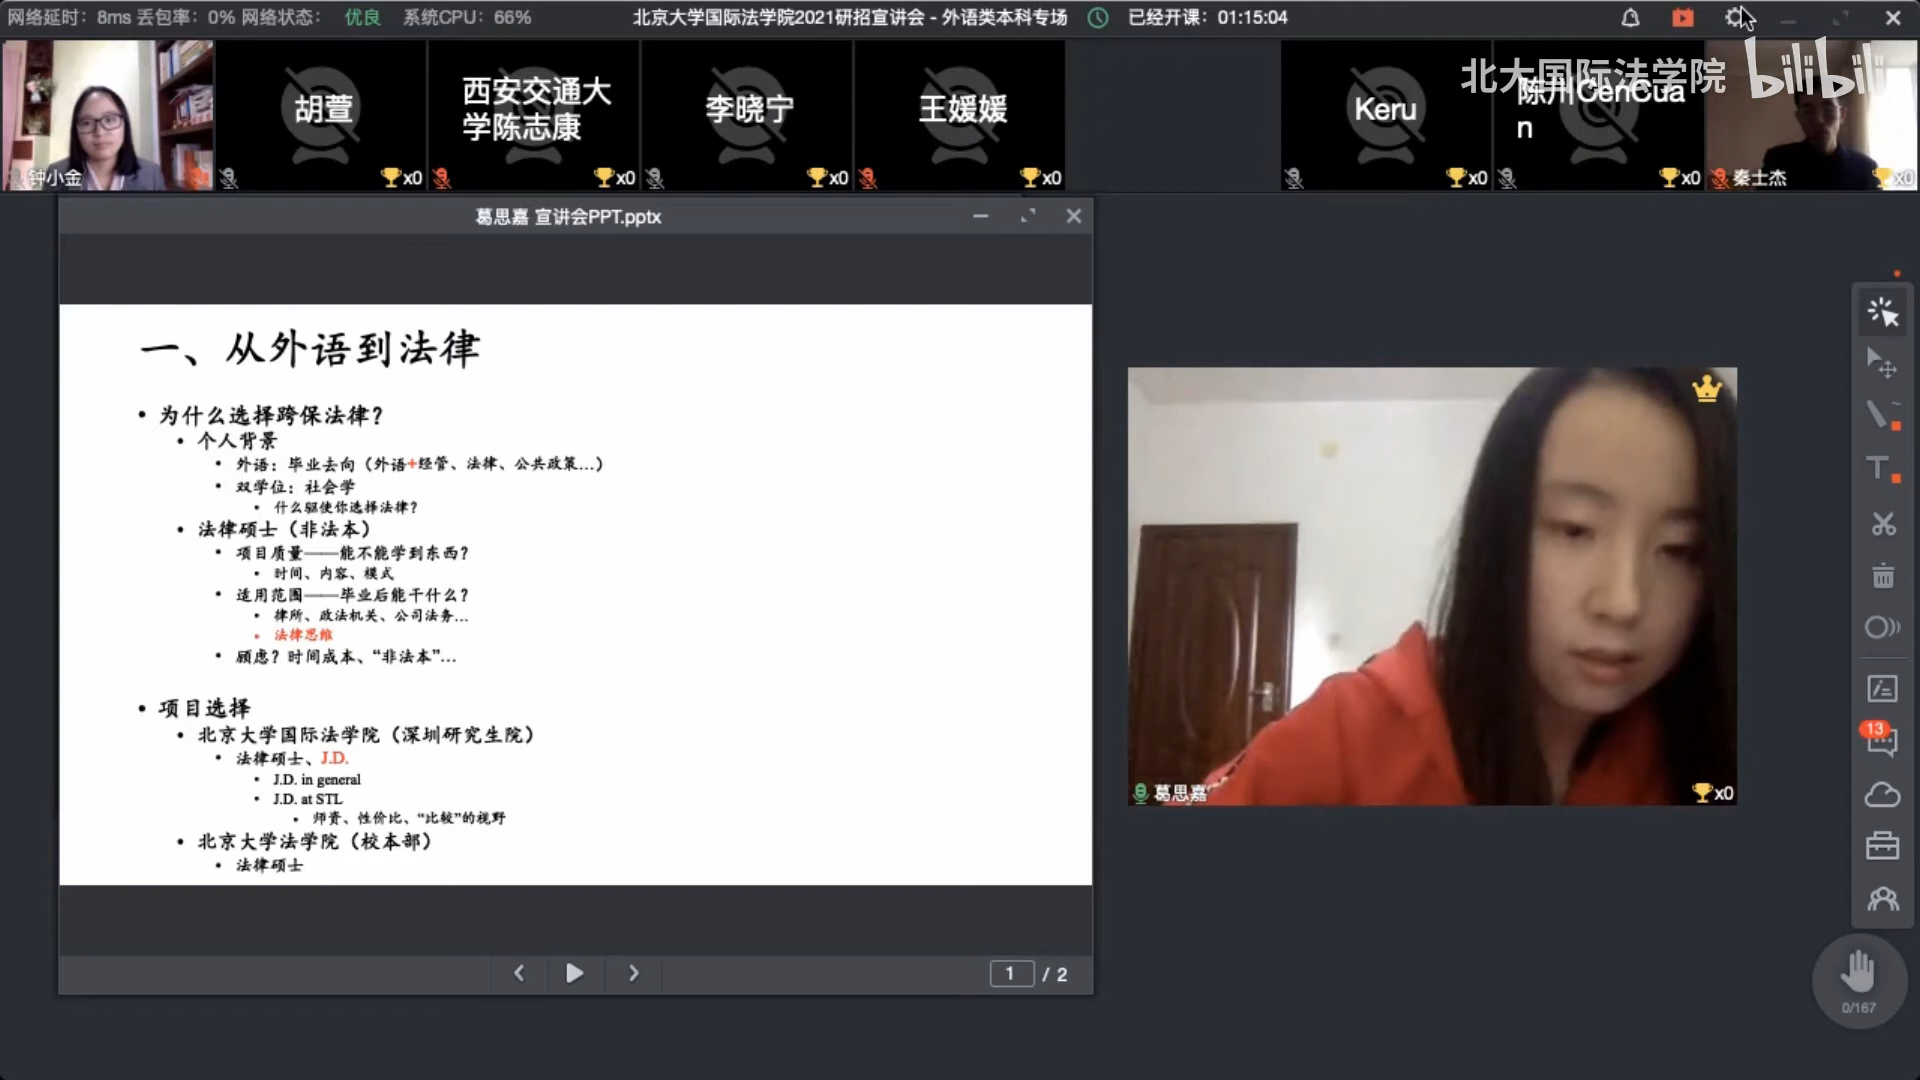 网络延时：8ms 丢包率：0% 网络状态：优良 系统CPU：66%
北京大学国际法学院2021研招宣讲会 - 外语类本科专场
已经开课：01:15:04
北大国际法学院 bilibili
钟小金
胡萱
x0
西安交通大
学陈志康
x0
李晓宁
x0
王媛媛
x0
Keru
x0
陈川CenCua
n
x0
秦士杰
x0
葛思嘉 宣讲会PPT.pptx
一、从外语到法律
• 为什么选择跨保法律？
• 个人背景
• 外语：毕业去向（外语+经管、法律、公共政策...）
• 双学位：社会学
• 什么驱使你选择法律？
• 法律硕士（非法本）
• 项目质量——能不能学到东西？
• 时间、内容、模式
• 适用范围——毕业后能干什么？
• 律所、政法机关、公司法务...
• 法律思维
• 顾虑？时间成本、“非法本”...
• 项目选择
• 北京大学国际法学院（深圳研究生院）
• 法律硕士、J.D.
• J.D. in general
• J.D. at STL
• 师资、性价比、“比较”的视野
• 北京大学法学院（校本部）
• 法律硕士
葛思嘉
x0
13
1 / 2
0/167